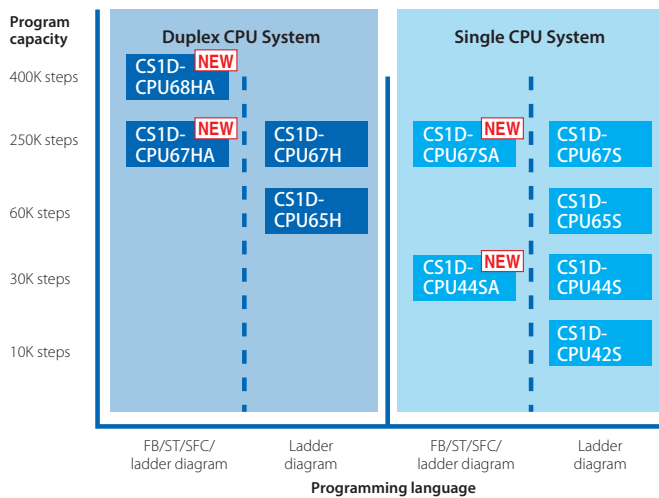 Program
capacity
Duplex CPU System
Single CPU System
400K steps
CS1D-
CPU68HA
NEW
250K steps
CS1D-
CPU67HA
NEW
CS1D-
CPU67H
CS1D-
CPU67SA
NEW
CS1D-
CPU67S
60K steps
CS1D-
CPU65H
CS1D-
CPU65S
30K steps
CS1D-
CPU44SA
NEW
CS1D-
CPU44S
10K steps
CS1D-
CPU42S
FB/ST/SFC/
ladder diagram
Ladder
diagram
FB/ST/SFC/
ladder diagram
Ladder
diagram
Programming language